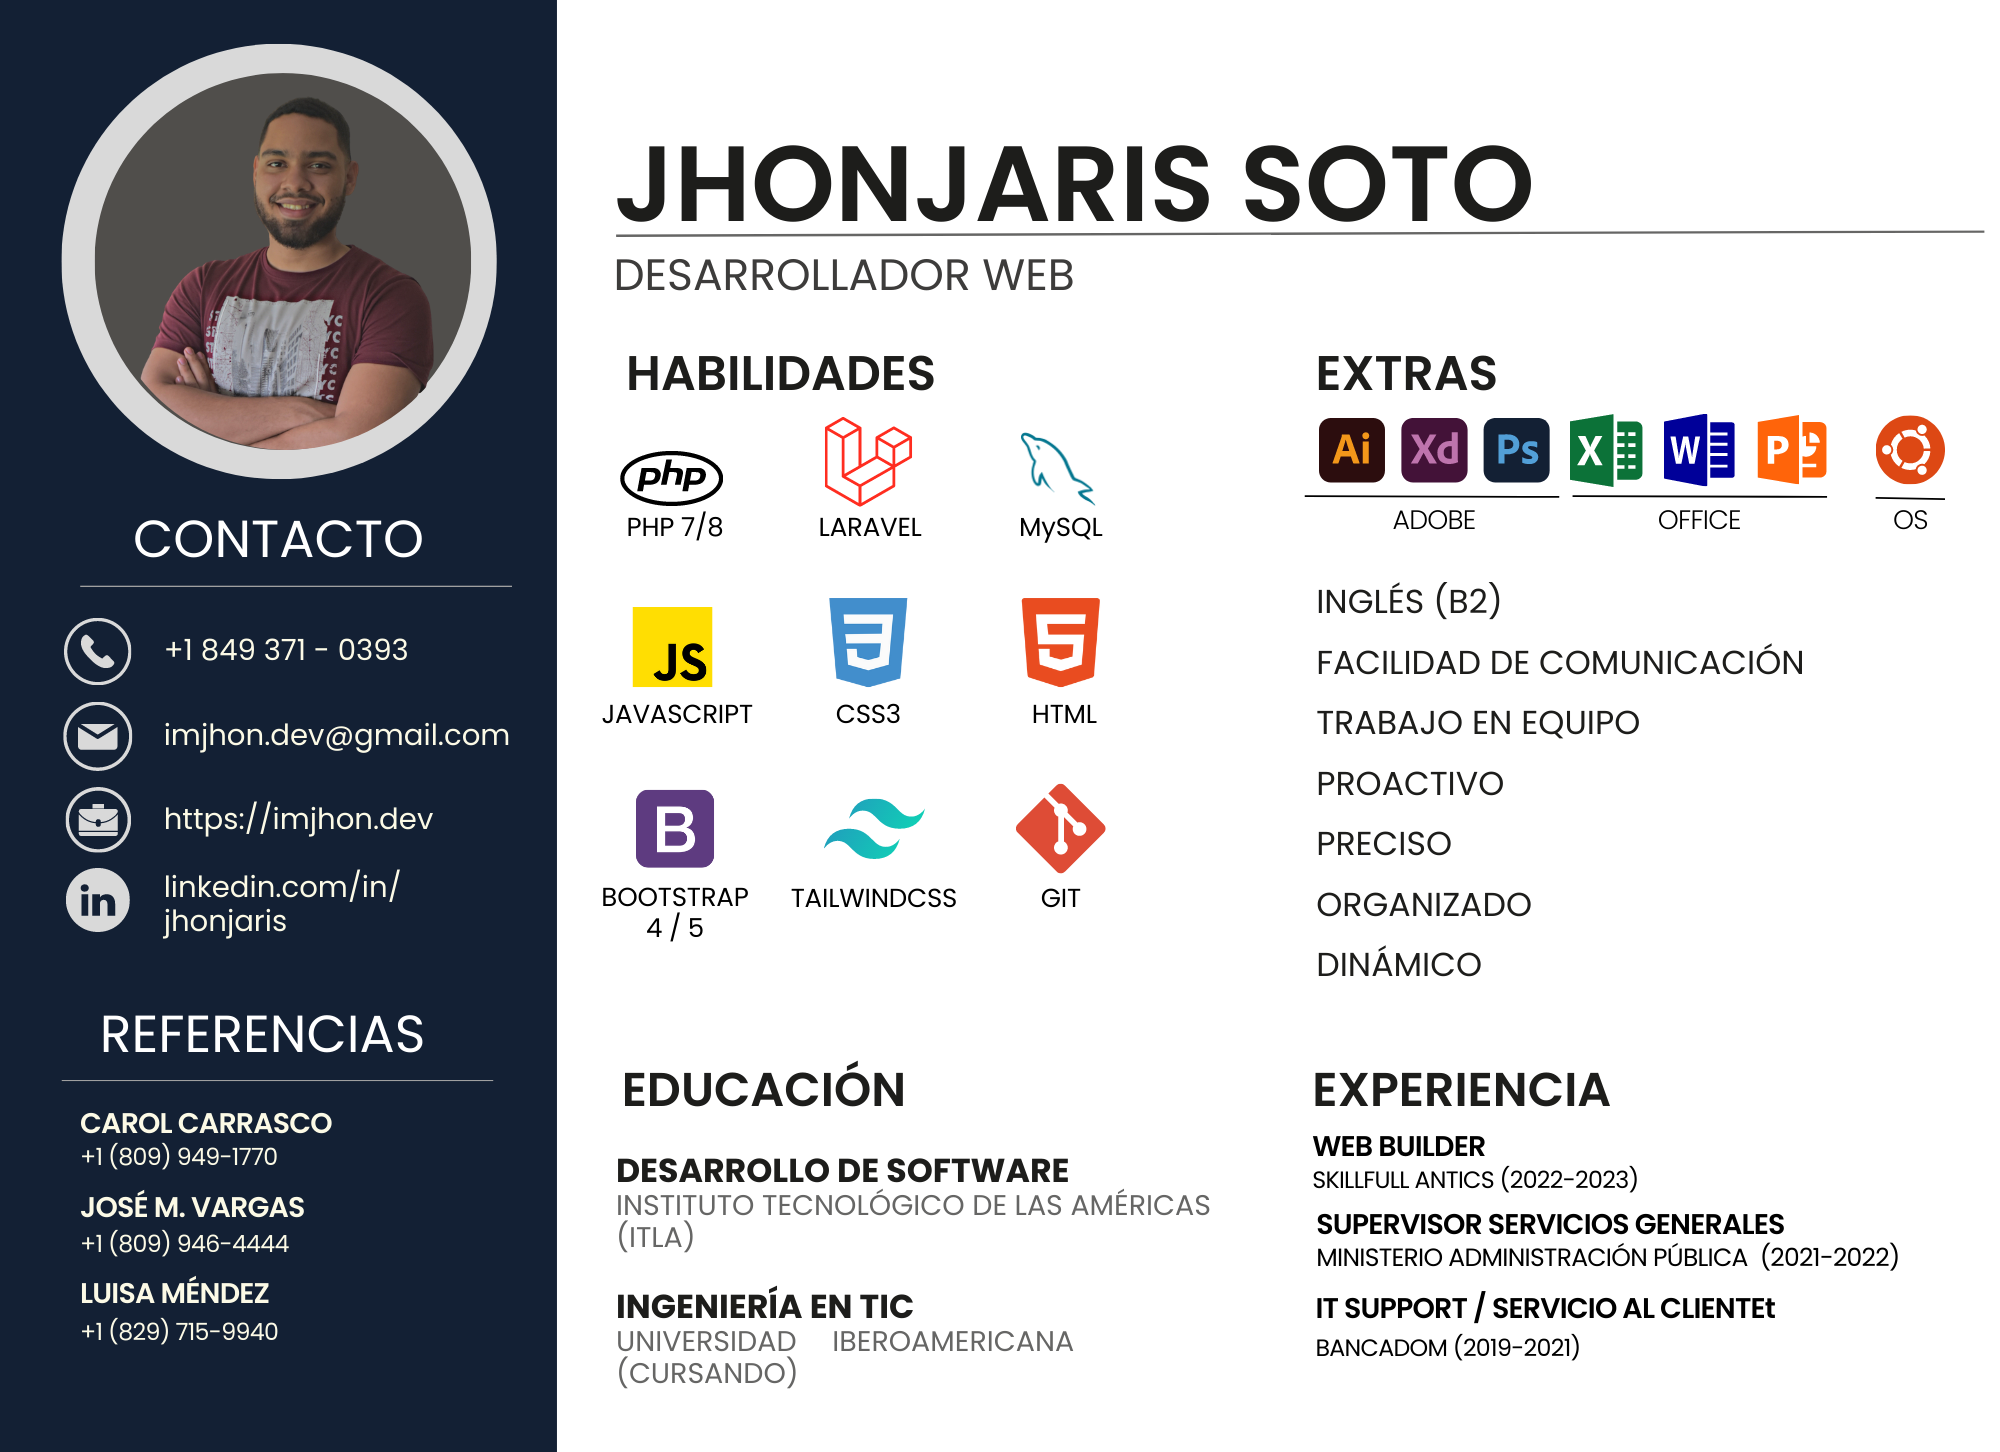 CONTACTO
+1 849 371 - 0393
imjhon.dev@gmail.com
https://imjhon.dev
in
linkedin.com/in/
jhonjaris
REFERENCIAS
CAROL CARRASCO
+1 (809) 949-1770
JOSÉ M. VARGAS
+1 (809) 946-4444
LUISA MÉNDEZ
+1 (829) 715-9940
JHONJARIS SOTO
DESARROLLADOR WEB
HABILIDADES
php
PHP 7/8
LARAVEL
MySQL
JS
JAVASCRIPT
3
CSS3
5
HTML
B
BOOTSTRAP
4 / 5
TAILWINDCSS
GIT
EXTRAS
Ai Xd Ps X W P
ADOBE OFFICE OS
INGLÉS (B2)
FACILIDAD DE COMUNICACIÓN
TRABAJO EN EQUIPO
PROACTIVO
PRECISO
ORGANIZADO
DINÁMICO
EDUCACIÓN
DESARROLLO DE SOFTWARE
INSTITUTO TECNOLÓGICO DE LAS AMÉRICAS
(ITLA)
INGENIERÍA EN TIC
UNIVERSIDAD IBEROAMERICANA
(CURSANDO)
EXPERIENCIA
WEB BUILDER
SKILLFULL ANTICS (2022-2023)
SUPERVISOR SERVICIOS GENERALES
MINISTERIO ADMINISTRACIÓN PÚBLICA (2021-2022)
IT SUPPORT / SERVICIO AL CLIENTEt
BANCADOM (2019-2021)